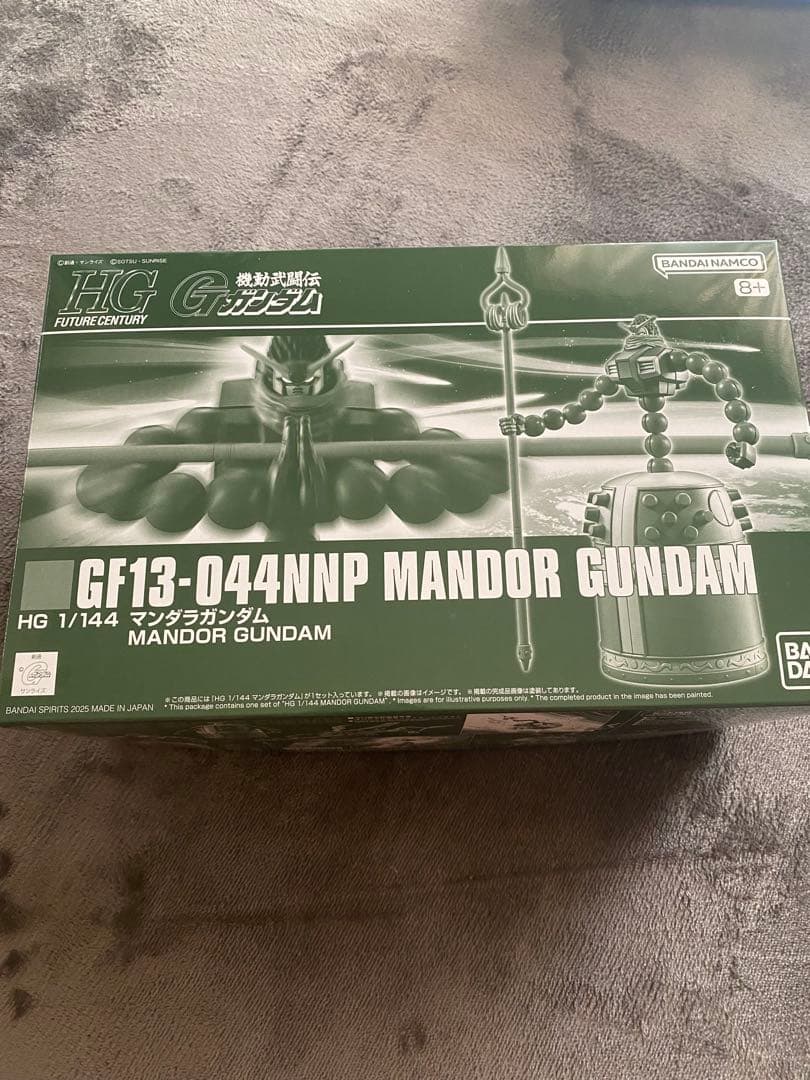 ©創通・サンライズ ©SOTSU・SUNRISE
HG
FUTURE CENTURY
機動武闘伝
Gガンダム
BANDAI NAMCO
8+
GF13-044NNP MANDOR GUNDAM
HG 1/144 マンダラガンダム
MANDOR GUNDAM
創通
GUNDAM
サンライズ
※この商品には「HG 1/144 マンダラガンダム」が1セット入っています。 ※掲載の画像はイメージです。 ※掲載の完成品画像は塗装してあります。
* This package contains one set of "HG 1/144 MANDOR GUNDAM". * Images are for illustrative purposes only. * The completed product in the image has been painted.
BANDAI SPIRITS 2025 MADE IN JAPAN
BA
DA